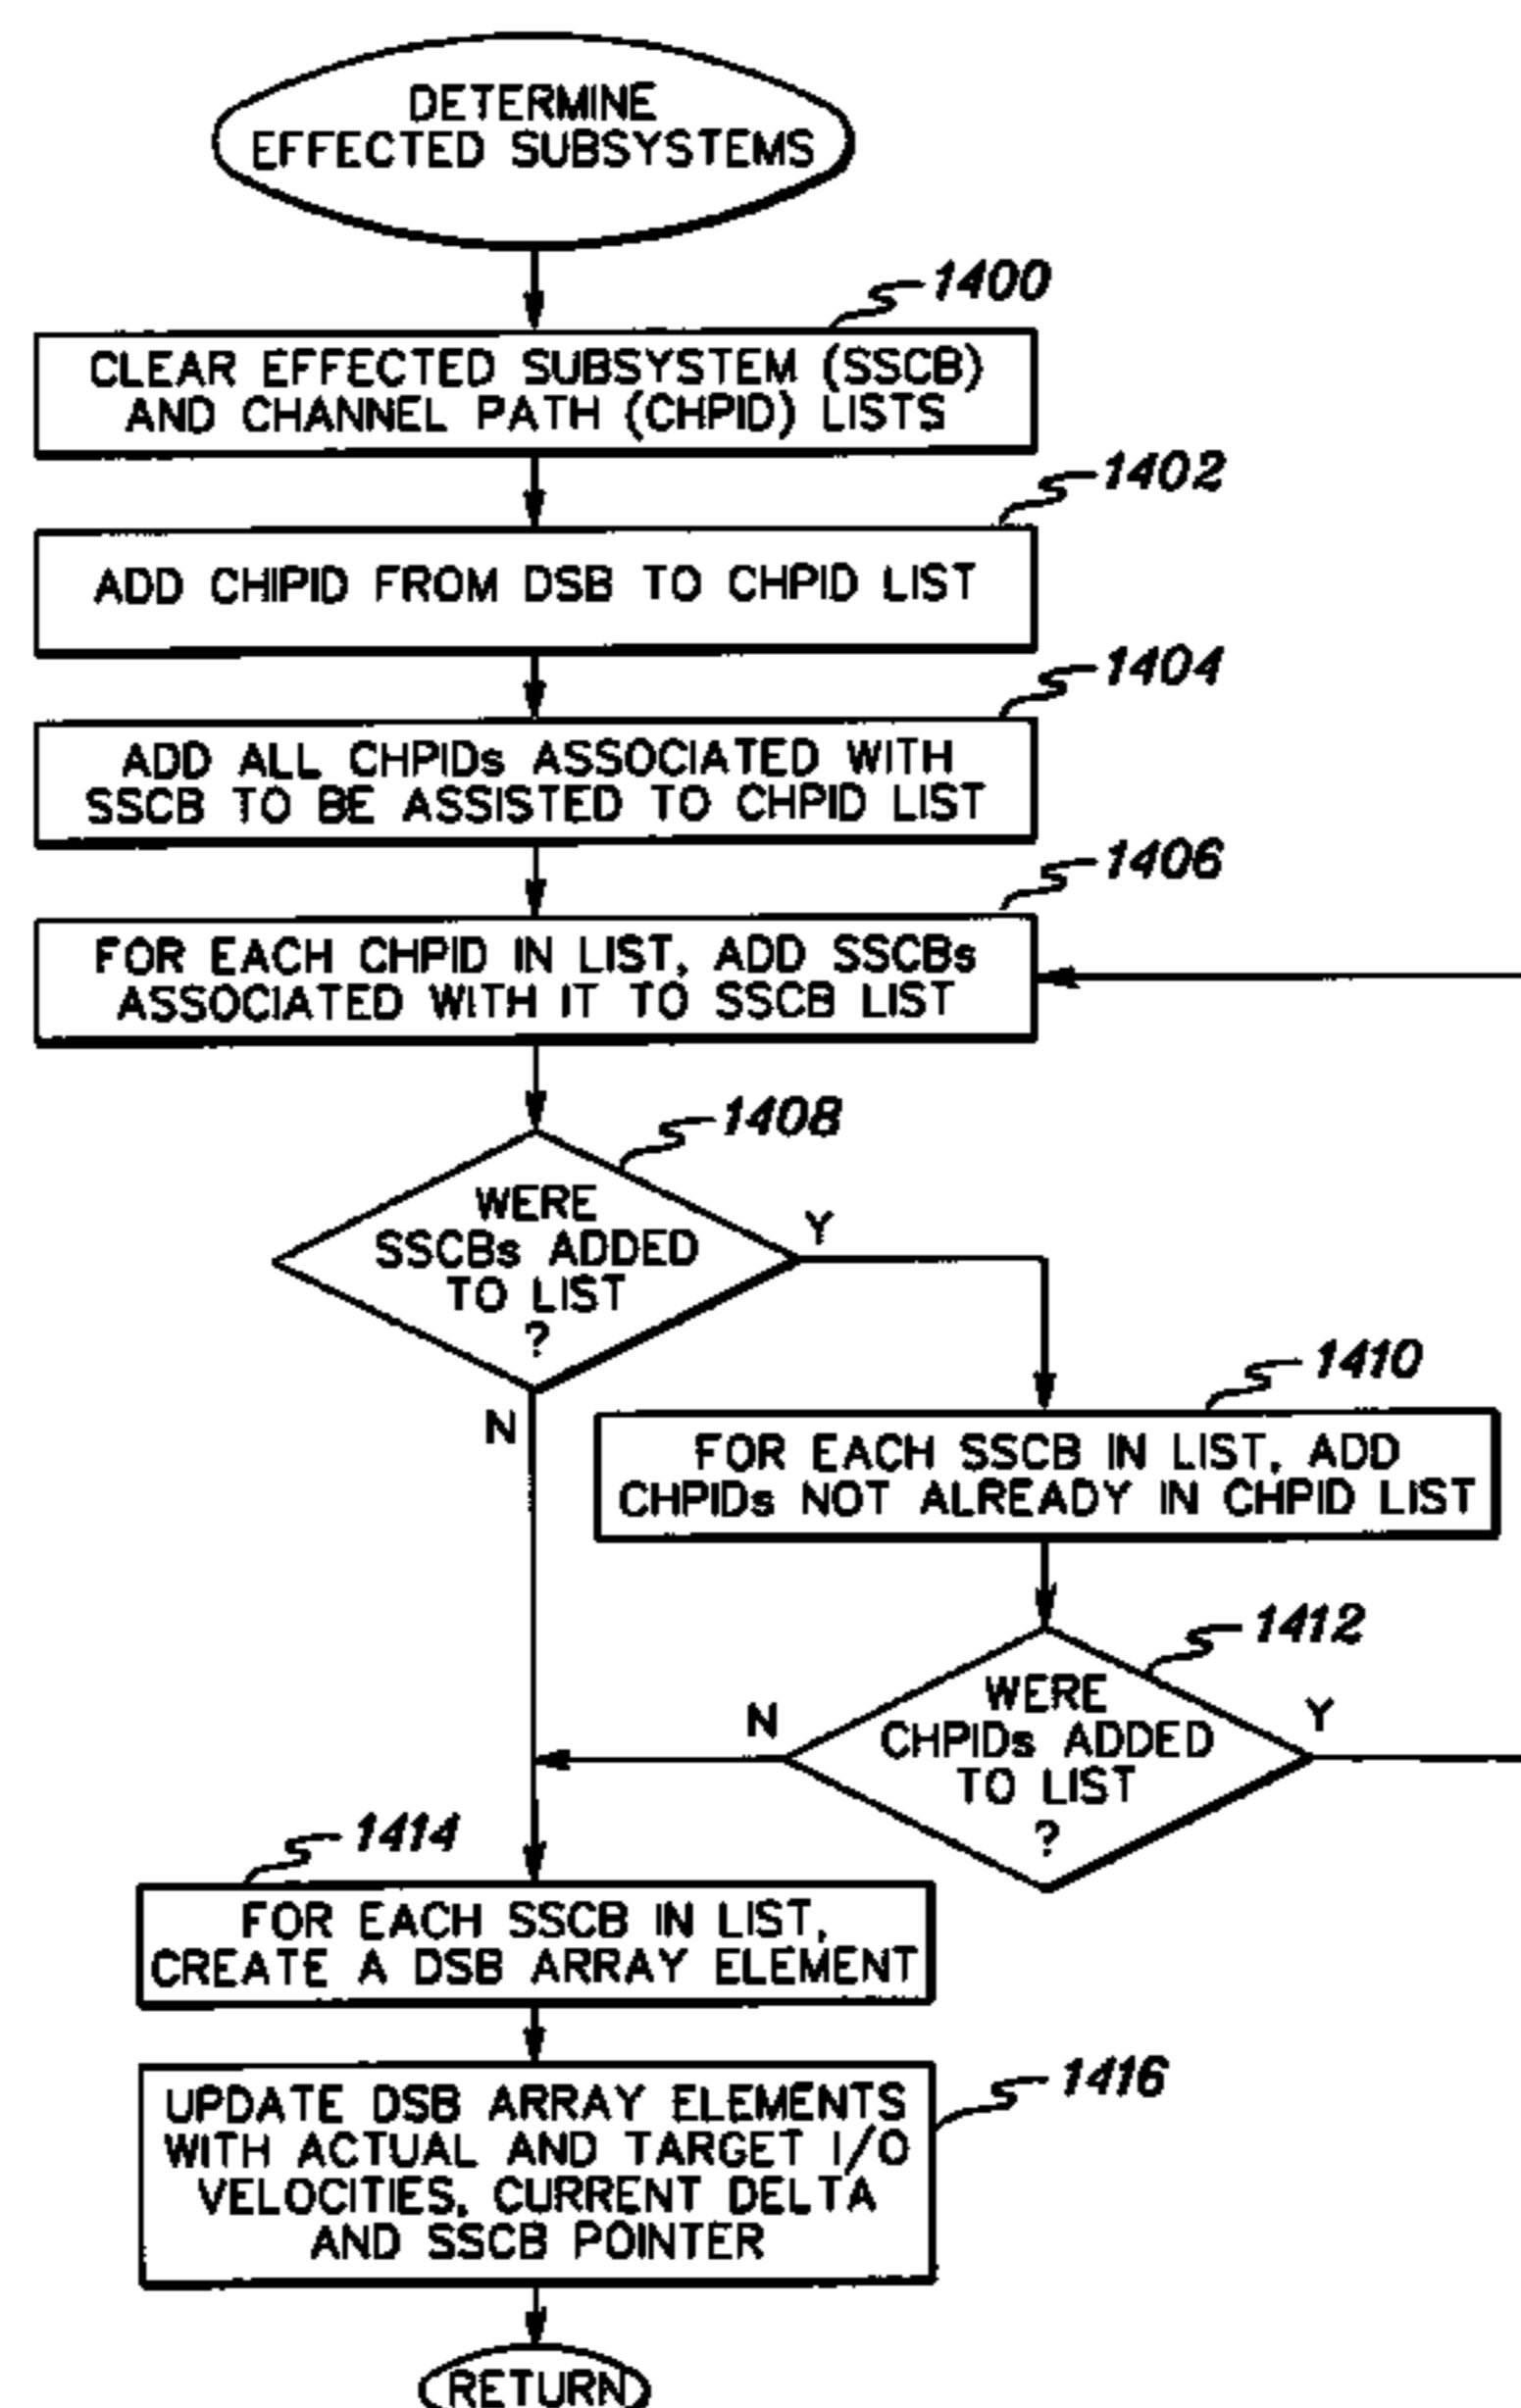 DETERMINE
EFFECTED SUBSYSTEMS
1400
CLEAR EFFECTED SUBSYSTEM (SSCB)
AND CHANNEL PATH (CHPID) LISTS
1402
ADD CHIPID FROM DSB TO CHPID LIST
1404
ADD ALL CHPIDs ASSOCIATED WITH
SSCB TO BE ASSISTED TO CHPID LIST
1406
FOR EACH CHPID IN LIST, ADD SSCBs
ASSOCIATED WITH IT TO SSCB LIST
1408
WERE
SSCBs ADDED
TO LIST
?
Y
N
1410
FOR EACH SSCB IN LIST, ADD
CHPIDs NOT ALREADY IN CHPID LIST
1412
WERE
CHPIDs ADDED
TO LIST
?
N
Y
1414
FOR EACH SSCB IN LIST,
CREATE A DSB ARRAY ELEMENT
1416
UPDATE DSB ARRAY ELEMENTS
WITH ACTUAL AND TARGET I/O
VELOCITIES, CURRENT DELTA
AND SSCB POINTER
RETURN